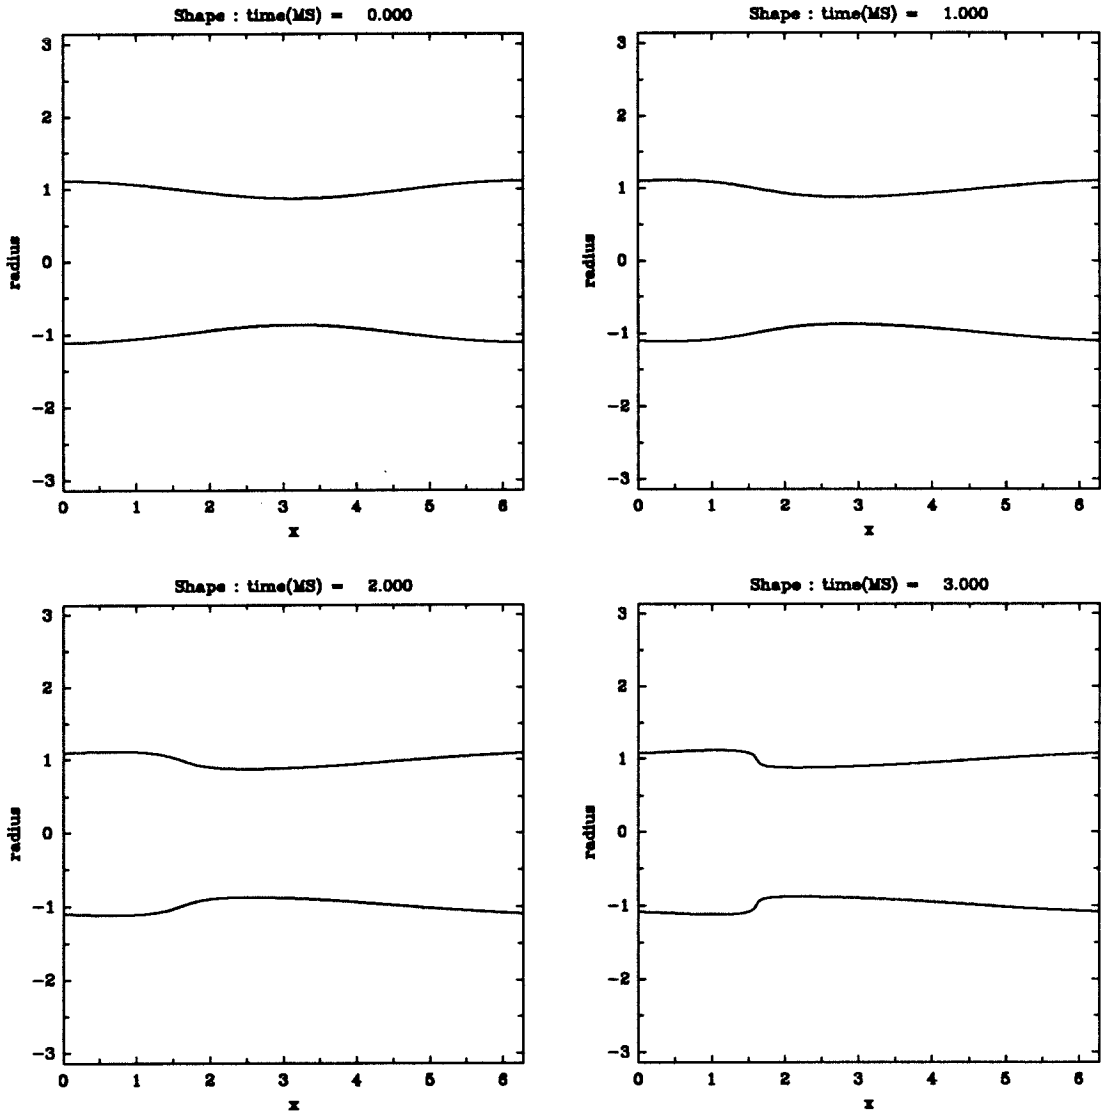 Shape : time(MS) = 0.000
3
2
1
0
-1
-2
-3
radius
0 1 2 3 4 5 6
x
Shape : time(MS) = 1.000
3
2
1
0
-1
-2
-3
radius
0 1 2 3 4 5 6
x
Shape : time(MS) = 2.000
3
2
1
0
-1
-2
-3
radius
0 1 2 3 4 5 6
x
Shape : time(MS) = 3.000
3
2
1
0
-1
-2
-3
radius
0 1 2 3 4 5 6
x